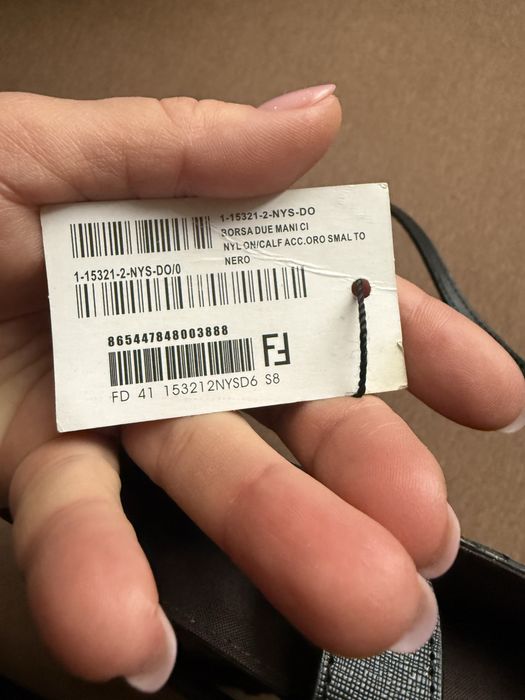 1-15321-2-NYS-DO
BORSA DUE MANI CI
NYLON/CALF ACC.ORO SMAL TO
NERO
1-15321-2-NYS-DO/0
865447848003888
FD 41 153212NYSD6 S8